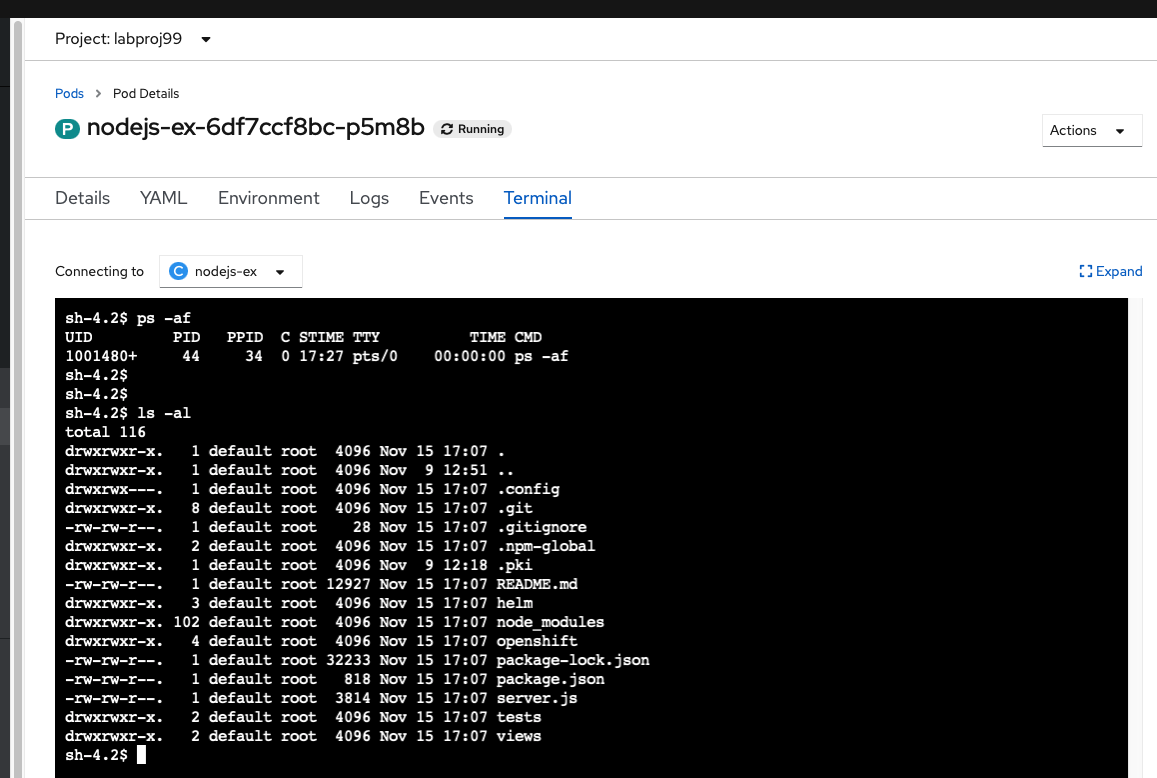 Project: labproj99
Pods > Pod Details
P nodejs-ex-6df7ccf8bc-p5m8b Running
Actions
Details YAML Environment Logs Events Terminal
Connecting to C nodejs-ex Expand
sh-4.2$ ps -af
UID          PID   PPID  C STIME TTY          TIME CMD
1001480+     44     34  0 17:27 pts/0    00:00:00 ps -af
sh-4.2$
sh-4.2$
sh-4.2$ ls -al
total 116
drwxrwxr-x.   1 default root  4096 Nov 15 17:07 .
drwxrwxr-x.   1 default root  4096 Nov  9 12:51 ..
drwxrwx---.   1 default root  4096 Nov 15 17:07 .config
drwxrwxr-x.   8 default root  4096 Nov 15 17:07 .git
-rw-rw-r--.   1 default root    28 Nov 15 17:07 .gitignore
drwxrwxr-x.   2 default root  4096 Nov 15 17:07 .npm-global
drwxrwxr-x.   1 default root  4096 Nov  9 12:18 .pki
-rw-rw-r--.   1 default root 12927 Nov 15 17:07 README.md
drwxrwxr-x.   3 default root  4096 Nov 15 17:07 helm
drwxrwxr-x. 102 default root  4096 Nov 15 17:07 node_modules
drwxrwxr-x.   4 default root  4096 Nov 15 17:07 openshift
-rw-rw-r--.   1 default root 32233 Nov 15 17:07 package-lock.json
-rw-rw-r--.   1 default root   818 Nov 15 17:07 package.json
-rw-rw-r--.   1 default root  3814 Nov 15 17:07 server.js
drwxrwxr-x.   2 default root  4096 Nov 15 17:07 tests
drwxrwxr-x.   2 default root  4096 Nov 15 17:07 views
sh-4.2$